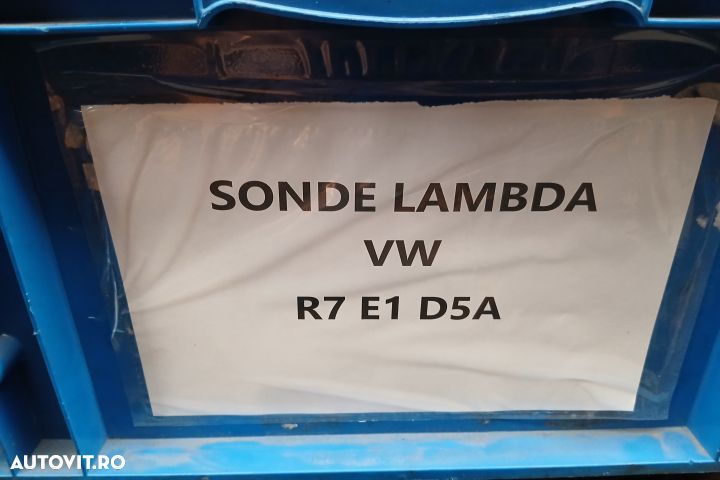 SONDE LAMBDA
VW
R7 E1 D5A
AUTOVIT.RO